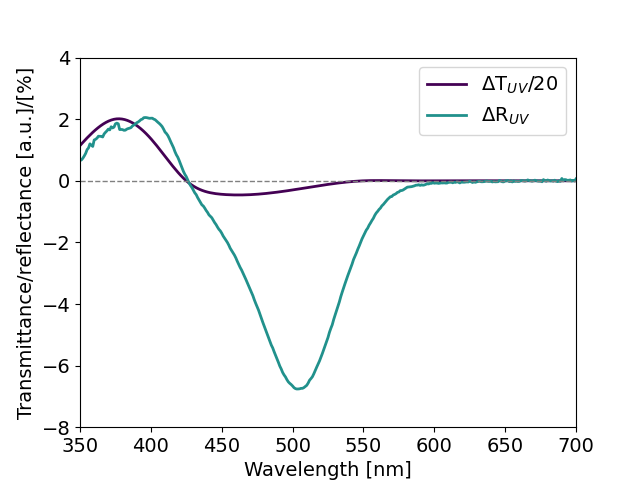 4
2
0
−2
−4
−6
−8
350 400 450 500 550 600 650 700
Wavelength [nm]
Transmittance/reflectance [a.u.]/[%]
ΔT_UV/20
ΔR_UV